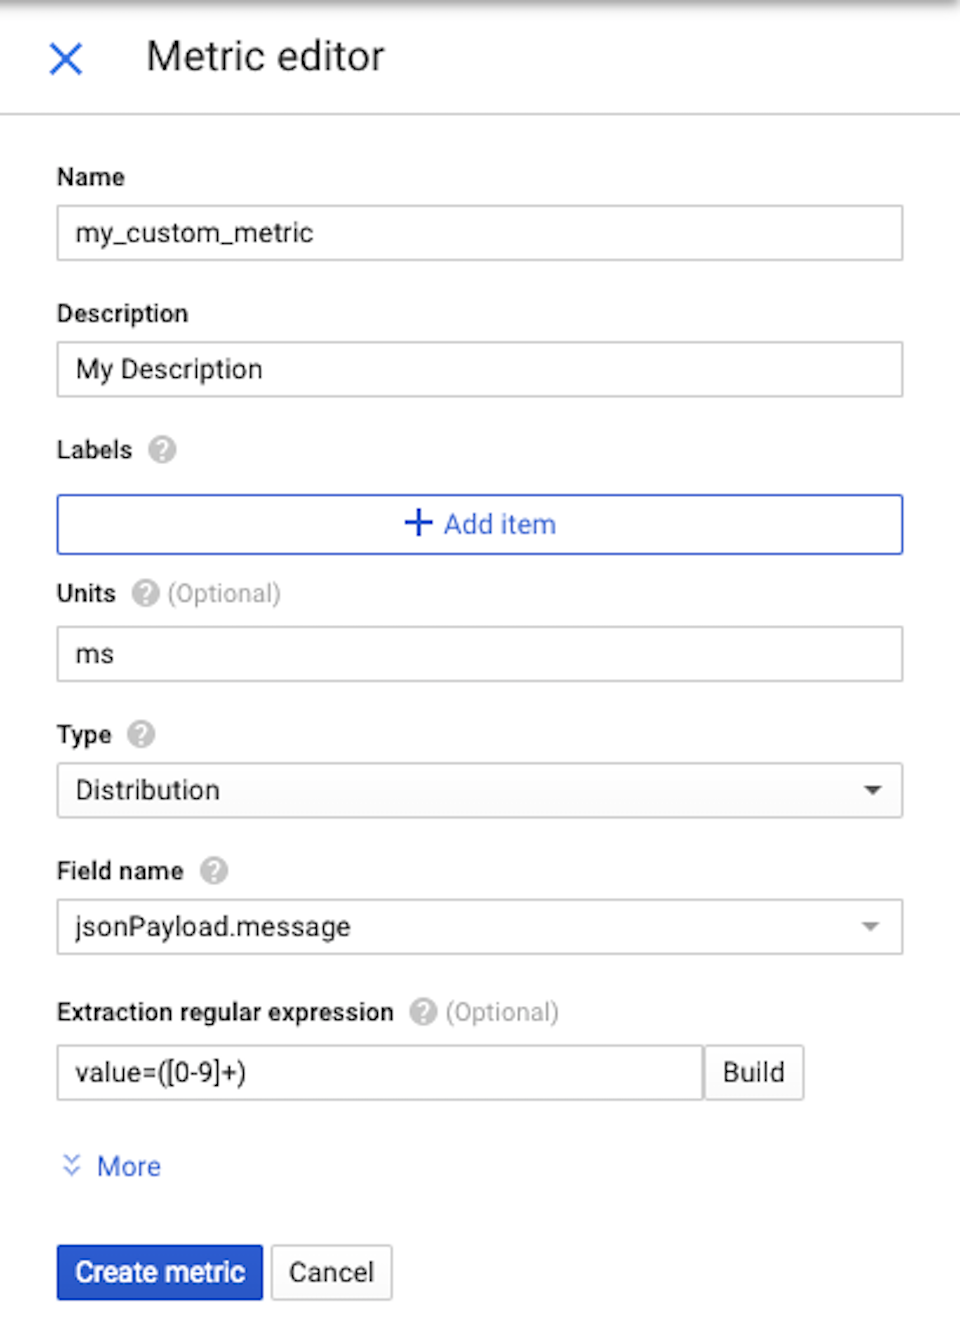 Metric editor
Name
my_custom_metric
Description
My Description
Labels ?
+ Add item
Units ? (Optional)
ms
Type ?
Distribution
Field name ?
jsonPayload.message
Extraction regular expression ? (Optional)
value=([0-9]+)
Build
More
Create metric
Cancel